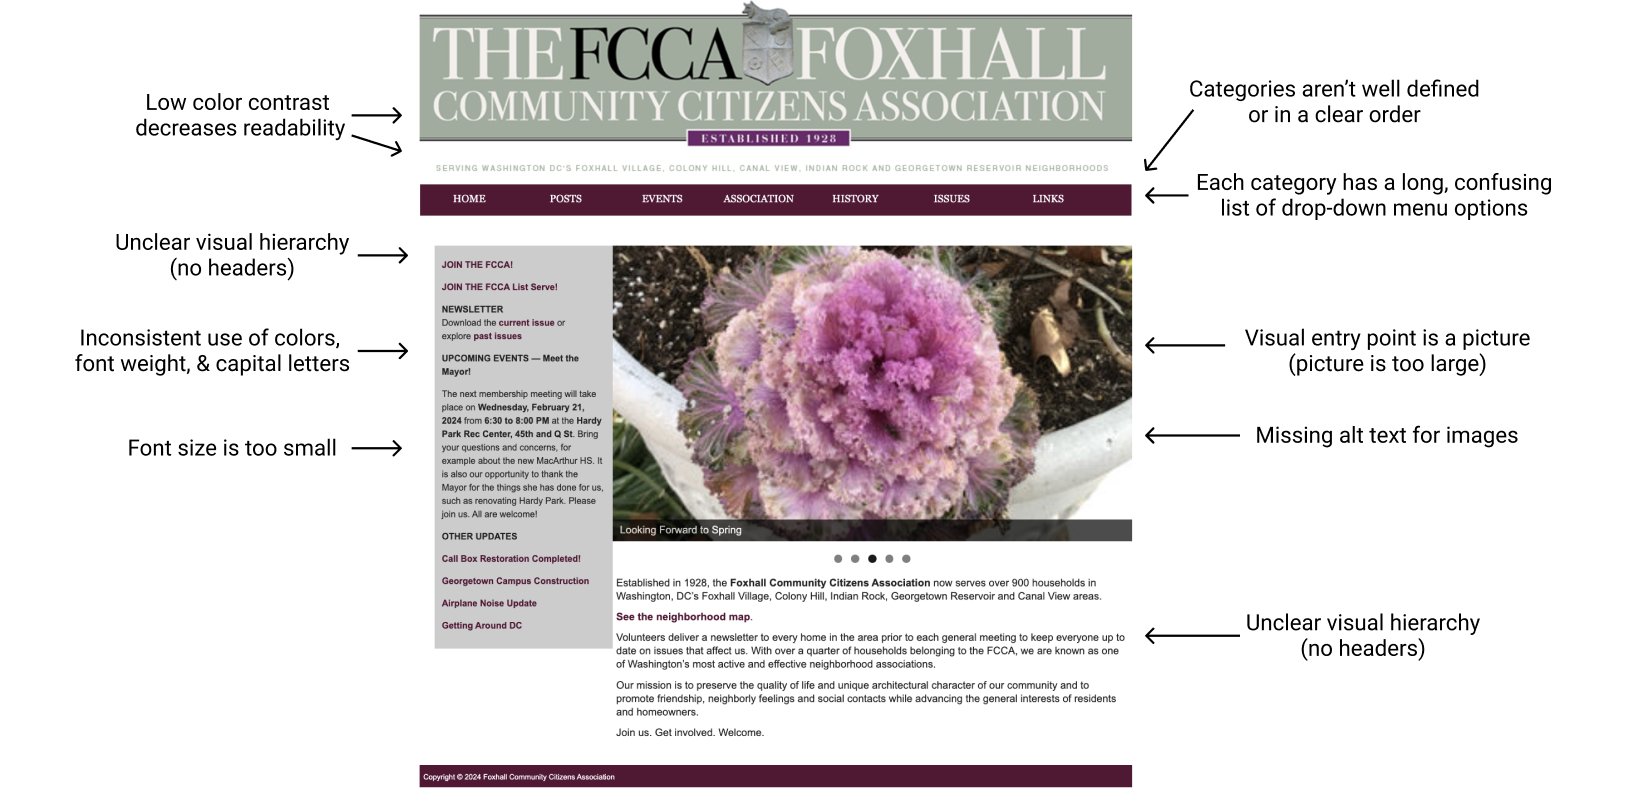 THE FCCA FOXHALL
COMMUNITY CITIZENS ASSOCIATION
ESTABLISHED 1928
SERVING WASHINGTON DC'S FOXHALL VILLAGE, COLONY HILL, CANAL VIEW, INDIAN ROCK AND GEORGETOWN RESERVOIR NEIGHBORHOODS
HOME POSTS EVENTS ASSOCIATION HISTORY ISSUES LINKS
Low color contrast
decreases readability
Unclear visual hierarchy
(no headers)
Inconsistent use of colors,
font weight, & capital letters
Font size is too small
JOIN THE FCCA!
JOIN THE FCCA List Serve!
NEWSLETTER
Download the current issue or
explore past issues
UPCOMING EVENTS — Meet the
Mayor!
The next membership meeting will take
place on Wednesday, February 21,
2024 from 6:30 to 8:00 PM at the Hardy
Park Rec Center, 45th and Q St. Bring
your questions and concerns, for
example about the new MacArthur HS. It
is also our opportunity to thank the
Mayor for the things she has done for us,
such as renovating Hardy Park. Please
join us. All are welcome!
OTHER UPDATES
Call Box Restoration Completed!
Georgetown Campus Construction
Airplane Noise Update
Getting Around DC
Looking Forward to Spring
Established in 1928, the Foxhall Community Citizens Association now serves over 900 households in
Washington, DC's Foxhall Village, Colony Hill, Indian Rock, Georgetown Reservoir and Canal View areas.
See the neighborhood map.
Volunteers deliver a newsletter to every home in the area prior to each general meeting to keep everyone up to
date on issues that affect us. With over a quarter of households belonging to the FCCA, we are known as one
of Washington's most active and effective neighborhood associations.
Our mission is to preserve the quality of life and unique architectural character of our community and to
promote friendship, neighborly feelings and social contacts while advancing the general interests of residents
and homeowners.
Join us. Get involved. Welcome.
Copyright © 2024 Foxhall Community Citizens Association
Categories aren't well defined
or in a clear order
Each category has a long, confusing
list of drop-down menu options
Visual entry point is a picture
(picture is too large)
Missing alt text for images
Unclear visual hierarchy
(no headers)